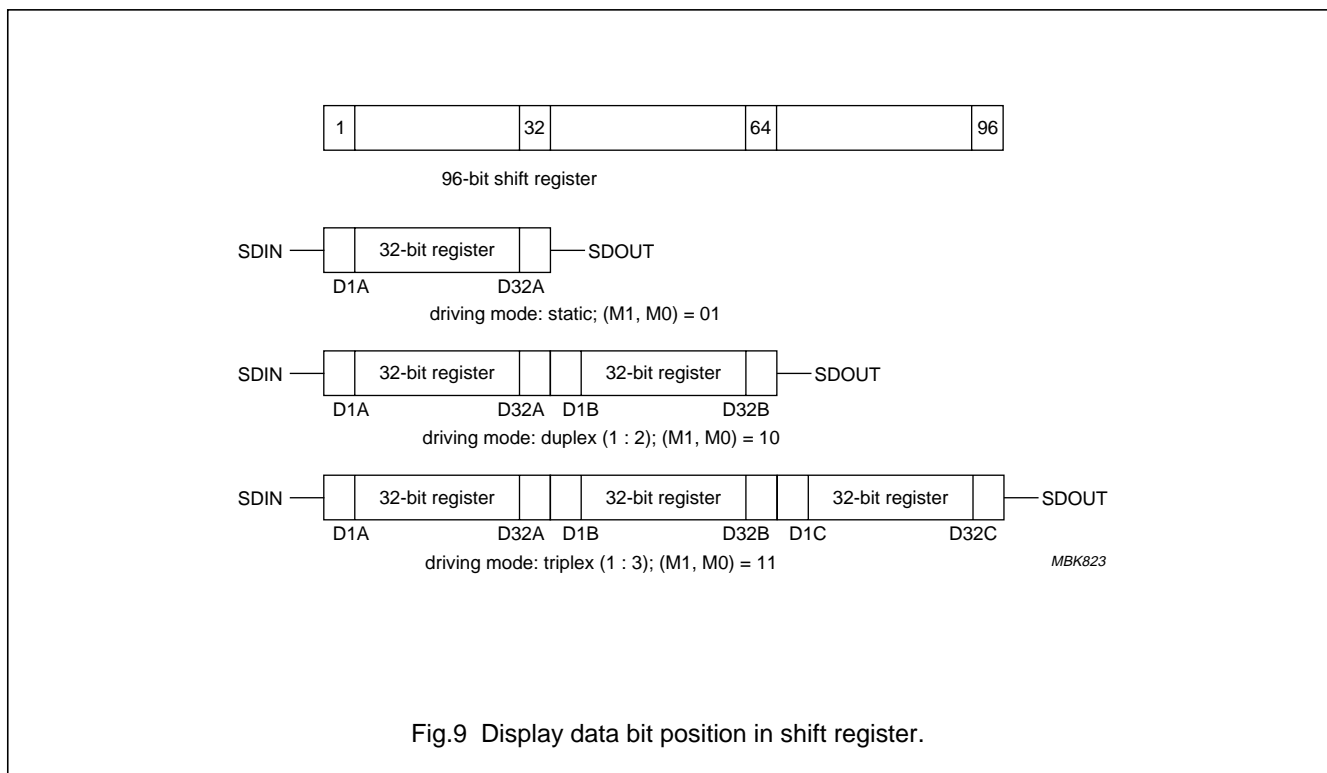 1 32 64 96
96-bit shift register
SDIN 32-bit register SDOUT
D1A D32A
driving mode: static; (M1, M0) = 01
SDIN 32-bit register 32-bit register SDOUT
D1A D32A D1B D32B
driving mode: duplex (1 : 2); (M1, M0) = 10
SDIN 32-bit register 32-bit register 32-bit register SDOUT
D1A D32A D1B D32B D1C D32C
driving mode: triplex (1 : 3); (M1, M0) = 11
MBK823
Fig.9 Display data bit position in shift register.